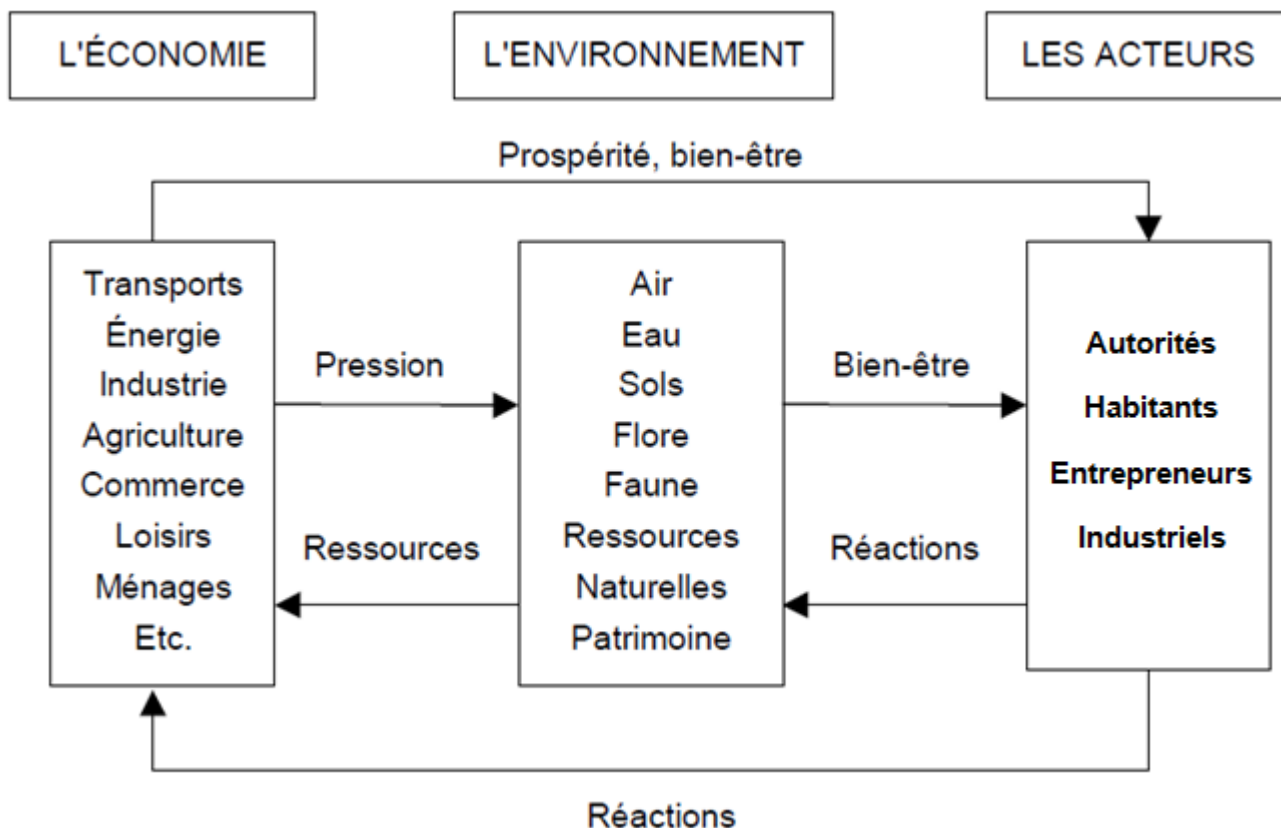 L'ÉCONOMIE
L'ENVIRONNEMENT
LES ACTEURS
Prospérité, bien-être
Transports
Énergie
Industrie
Agriculture
Commerce
Loisirs
Ménages
Etc.
Pression
Ressources
Air
Eau
Sols
Flore
Faune
Ressources
Naturelles
Patrimoine
Bien-être
Réactions
Autorités
Habitants
Entrepreneurs
Industriels
Réactions